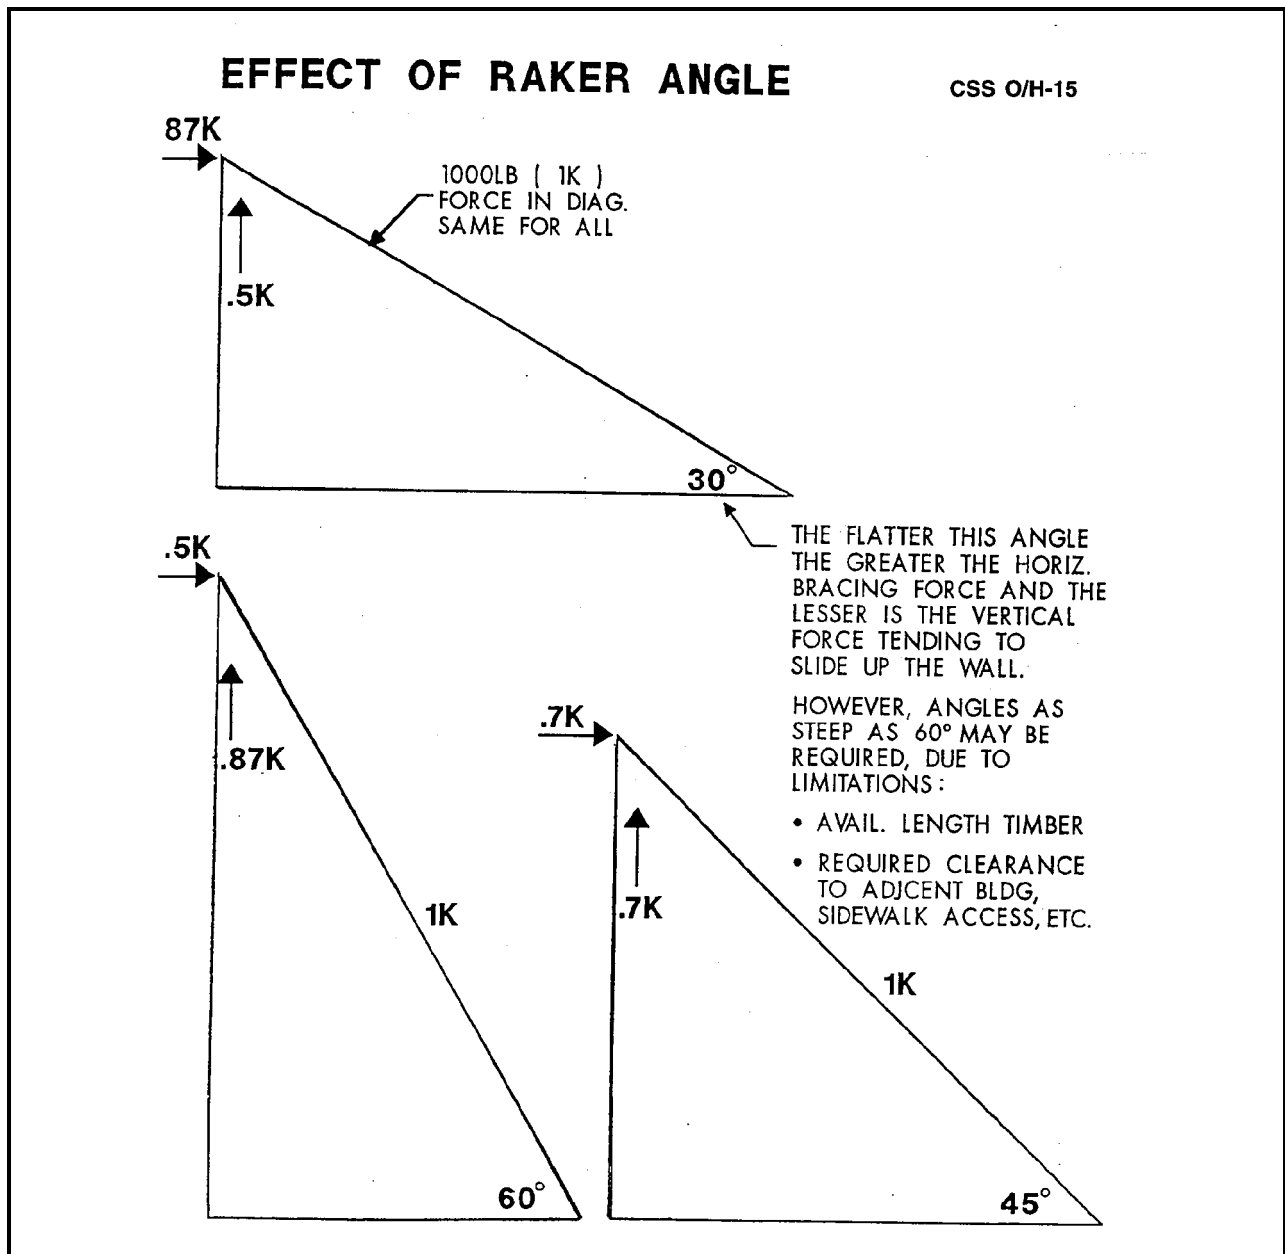 EFFECT OF RAKER ANGLE
CSS O/H-15
87K
1000LB ( 1K )
FORCE IN DIAG.
SAME FOR ALL
.5K
30°
THE FLATTER THIS ANGLE
THE GREATER THE HORIZ.
BRACING FORCE AND THE
LESSER IS THE VERTICAL
FORCE TENDING TO
SLIDE UP THE WALL.
HOWEVER, ANGLES AS
STEEP AS 60° MAY BE
REQUIRED, DUE TO
LIMITATIONS:
• AVAIL. LENGTH TIMBER
• REQUIRED CLEARANCE
TO ADJCENT BLDG,
SIDEWALK ACCESS, ETC.
.5K
.87K
1K
60°
.7K
.7K
1K
45°